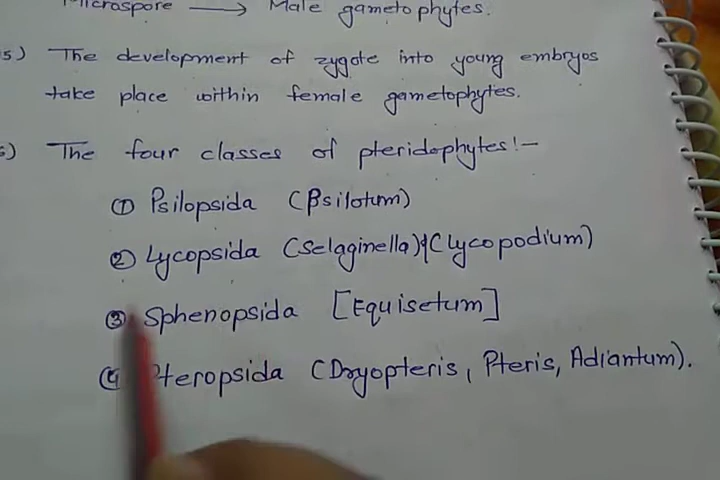 Microspore ⟶ Male gametophytes.
5) The development of zygote into young embryos
take place within female gametophytes.
6) The four classes of pteridophytes!-
① Psilopsida (Psilotum)
② Lycopsida (Selaginella)&(Lycopodium)
③ Sphenopsida [Equisetum]
④ Pteropsida (Dryopteris, Pteris, Adiantum).